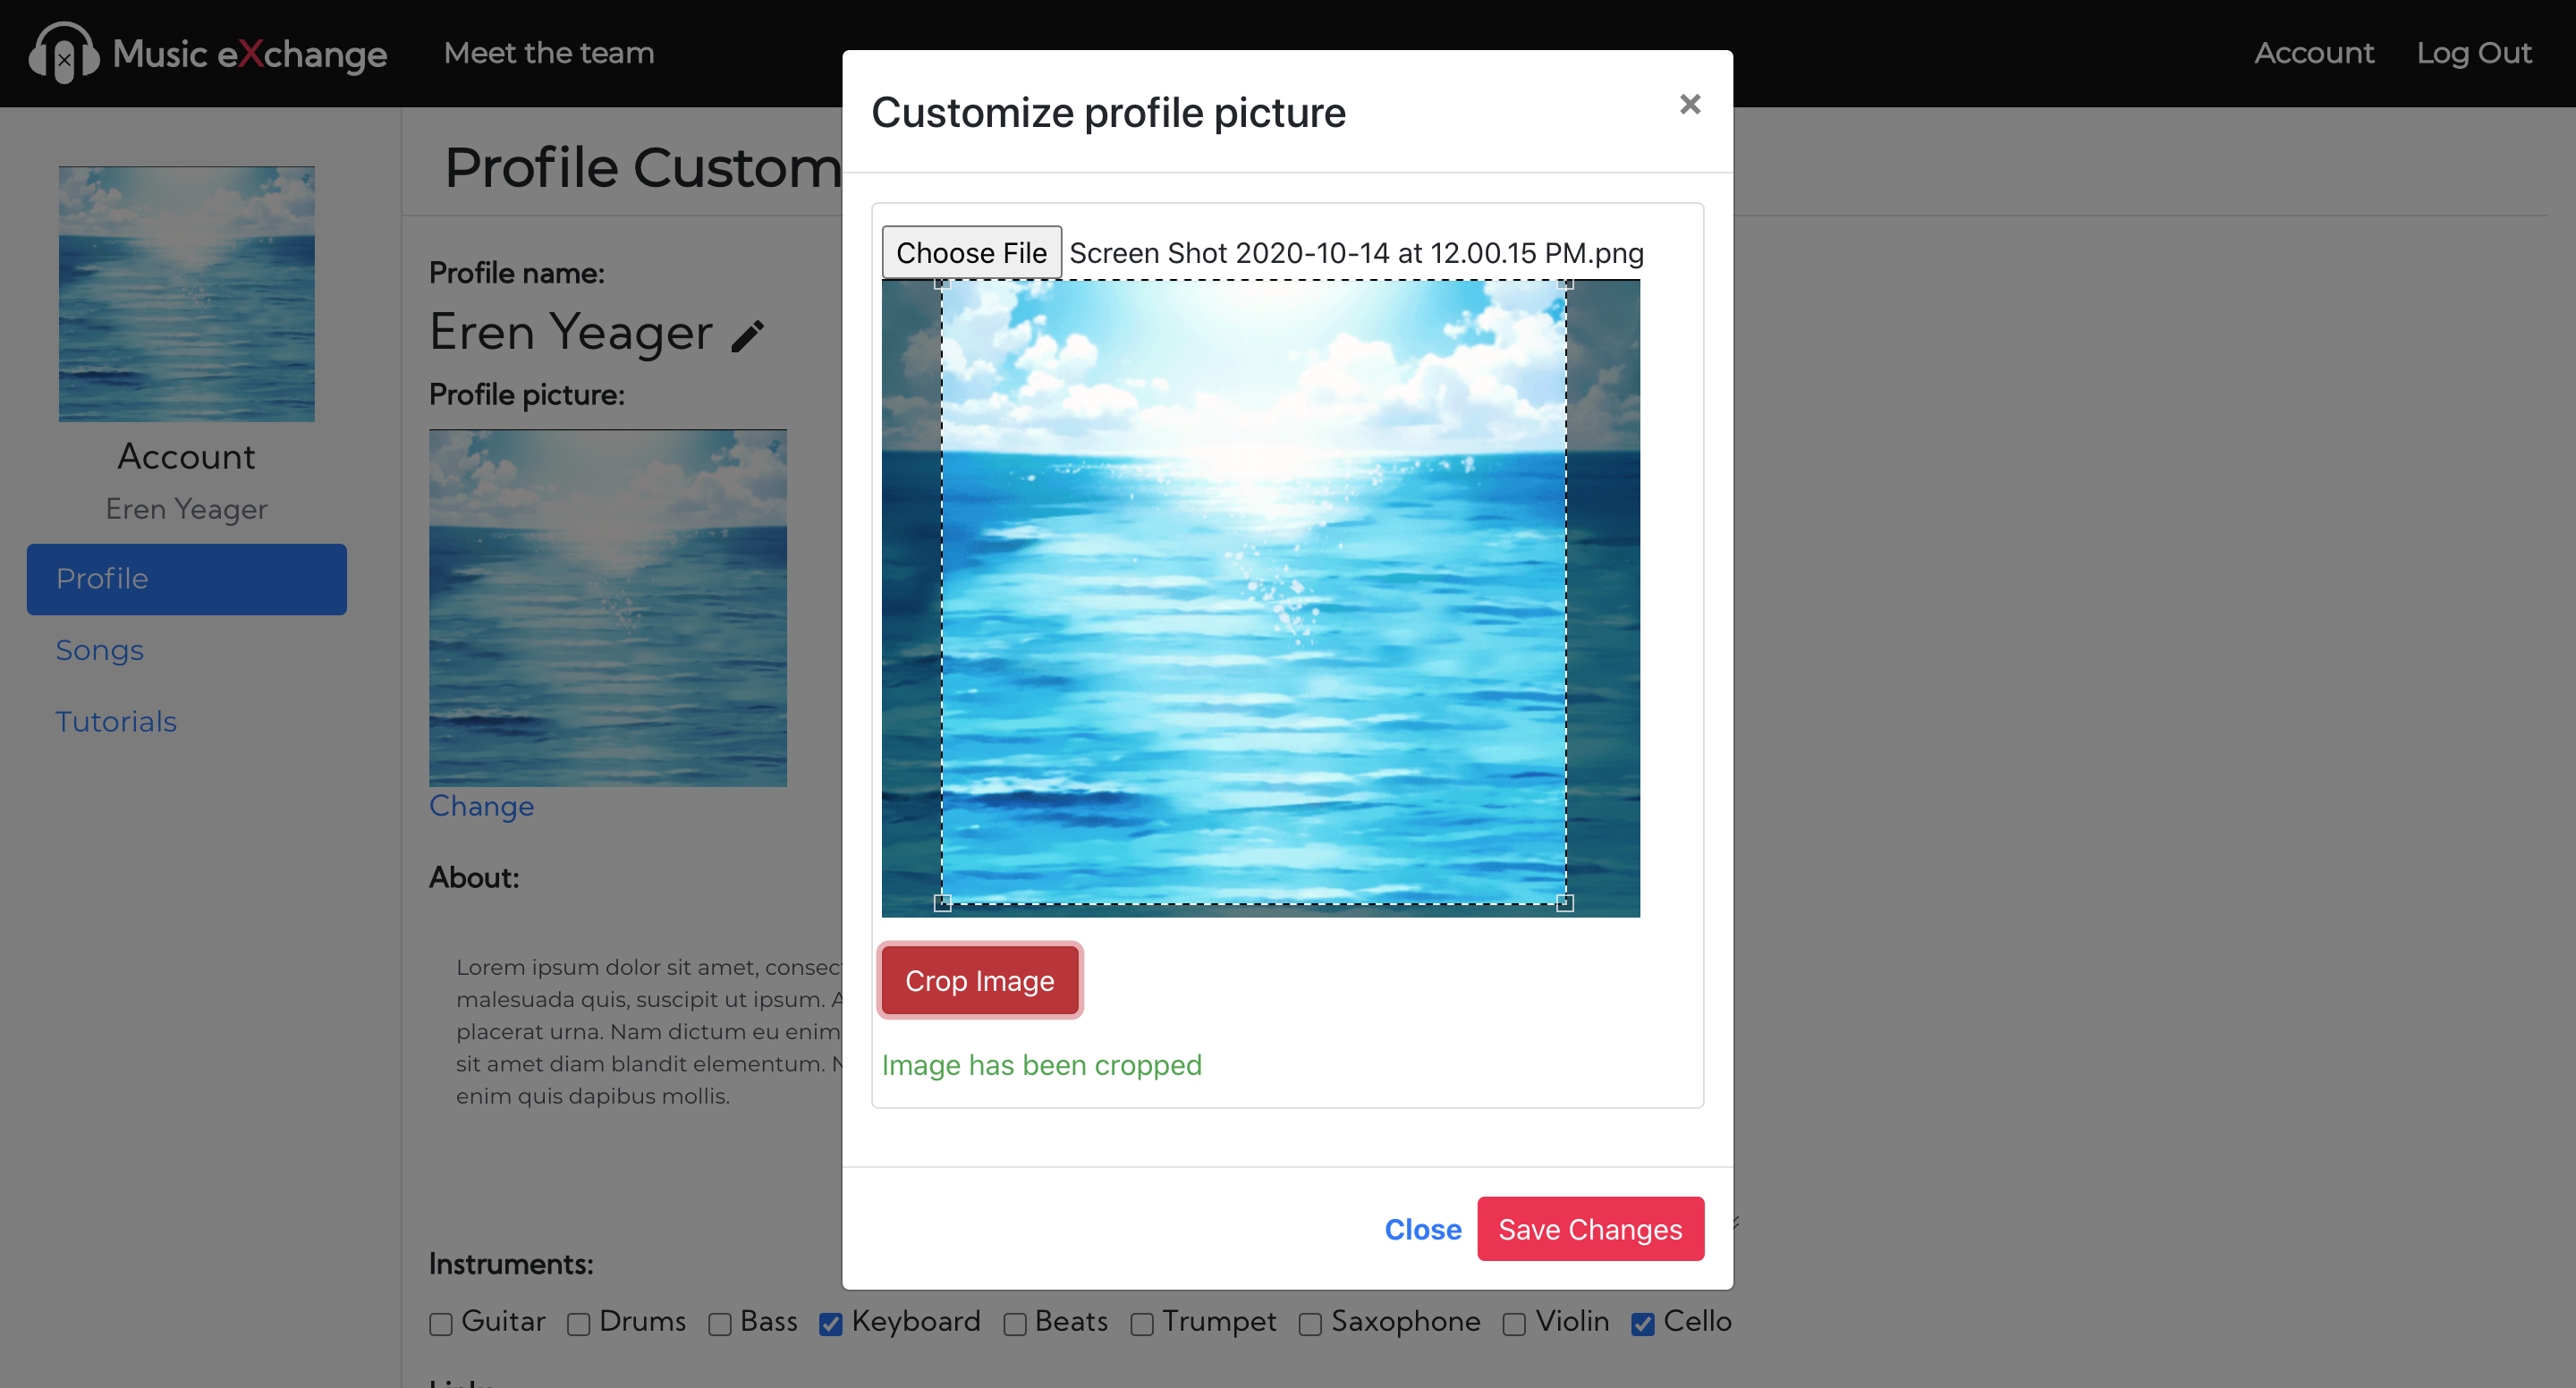 Music eXchange
Meet the team
Account
Log Out
Account
Eren Yeager
Profile
Songs
Tutorials
Profile Custom
Profile name:
Eren Yeager
Profile picture:
Change
About:
Lorem ipsum dolor sit amet, consec
malesuada quis, suscipit ut ipsum. A
placerat urna. Nam dictum eu enim
sit amet diam blandit elementum. N
enim quis dapibus mollis.
Instruments:
Guitar Drums Bass Keyboard Beats Trumpet Saxophone Violin Cello
Customize profile picture
×
Choose File Screen Shot 2020-10-14 at 12.00.15 PM.png
Crop Image
Image has been cropped
Close Save Changes